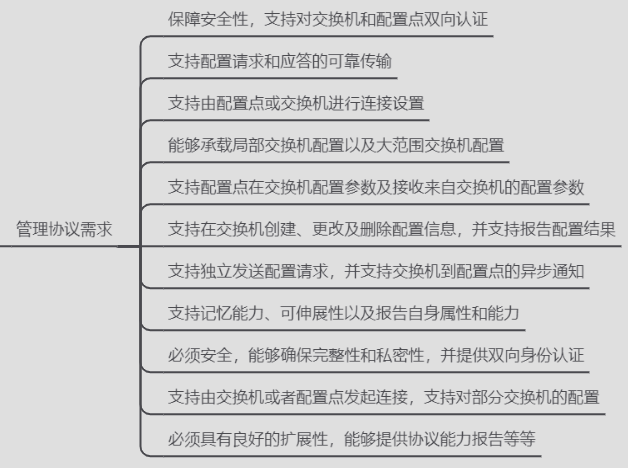 保障安全性，支持对交换机和配置点双向认证
支持配置请求和应答的可靠传输
支持由配置点或交换机进行连接设置
能够承载局部交换机配置以及大范围交换机配置
支持配置点在交换机配置参数及接收来自交换机的配置参数
管理协议需求
支持在交换机创建、更改及删除配置信息，并支持报告配置结果
支持独立发送配置请求，并支持交换机到配置点的异步通知
支持记忆能力、可伸展性以及报告自身属性和能力
必须安全，能够确保完整性和私密性，并提供双向身份认证
支持由交换机或者配置点发起连接，支持对部分交换机的配置
必须具有良好的扩展性，能够提供协议能力报告等等